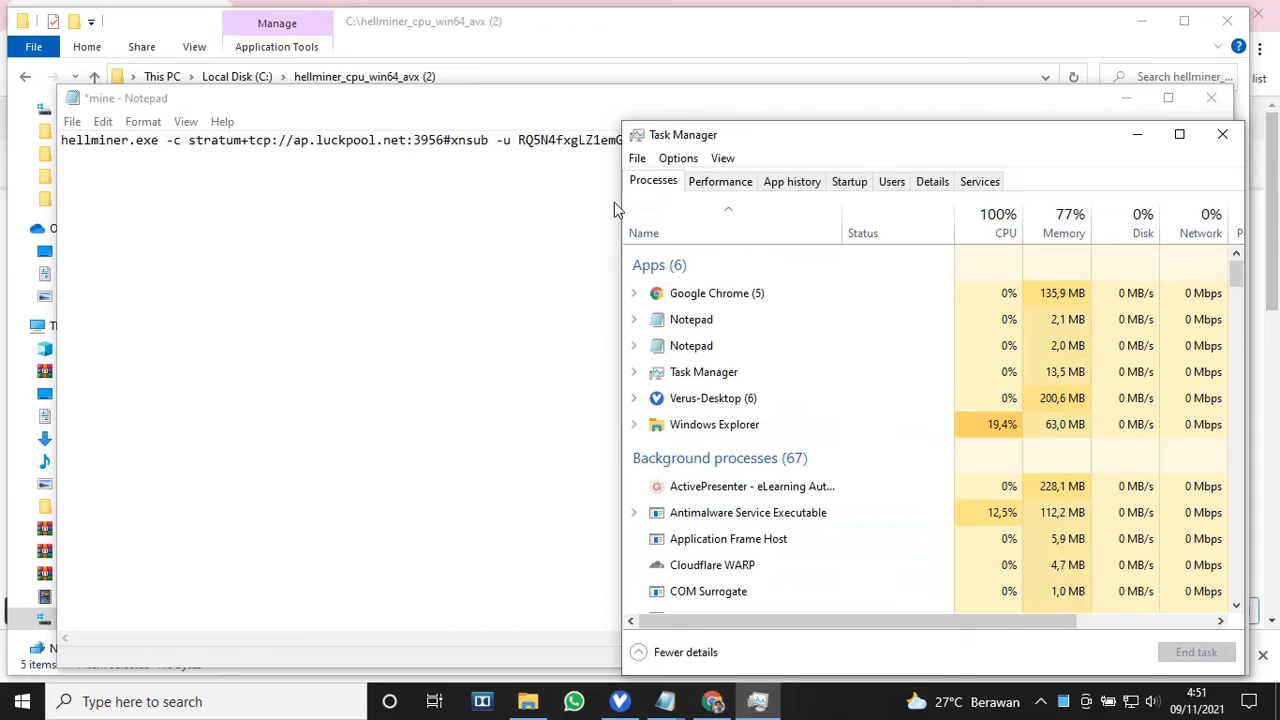 Manage
C:\hellminer_cpu_win64_avx (2)
File
Home
Share
View
Application Tools
This PC
Local Disk (C:)
hellminer_cpu_win64_avx (2)
Search hellminer_...
list
*mine - Notepad
File
Edit
Format
View
Help
hellminer.exe -c stratum+tcp://ap.luckpool.net:3956#xnsub -u RQ5N4fxgLZ1emG
Task Manager
File
Options
View
Processes
Performance
App history
Startup
Users
Details
Services
100%
77%
0%
0%
Name
Status
CPU
Memory
Disk
Network
P
Apps (6)
Google Chrome (5) 0% 135,9 MB 0 MB/s 0 Mbps
Notepad 0% 2,1 MB 0 MB/s 0 Mbps
Notepad 0% 2,0 MB 0 MB/s 0 Mbps
Task Manager 0% 13,5 MB 0 MB/s 0 Mbps
Verus-Desktop (6) 0% 200,6 MB 0 MB/s 0 Mbps
Windows Explorer 19,4% 63,0 MB 0 MB/s 0 Mbps
Background processes (67)
ActivePresenter - eLearning Aut... 0% 228,1 MB 0 MB/s 0 Mbps
Antimalware Service Executable 12,5% 112,2 MB 0 MB/s 0 Mbps
Application Frame Host 0% 5,9 MB 0 MB/s 0 Mbps
Cloudflare WARP 0% 4,7 MB 0 MB/s 0 Mbps
COM Surrogate 0% 1,0 MB 0 MB/s 0 Mbps
Fewer details
End task
5 items
Type here to search
27°C Berawan
4:51
09/11/2021